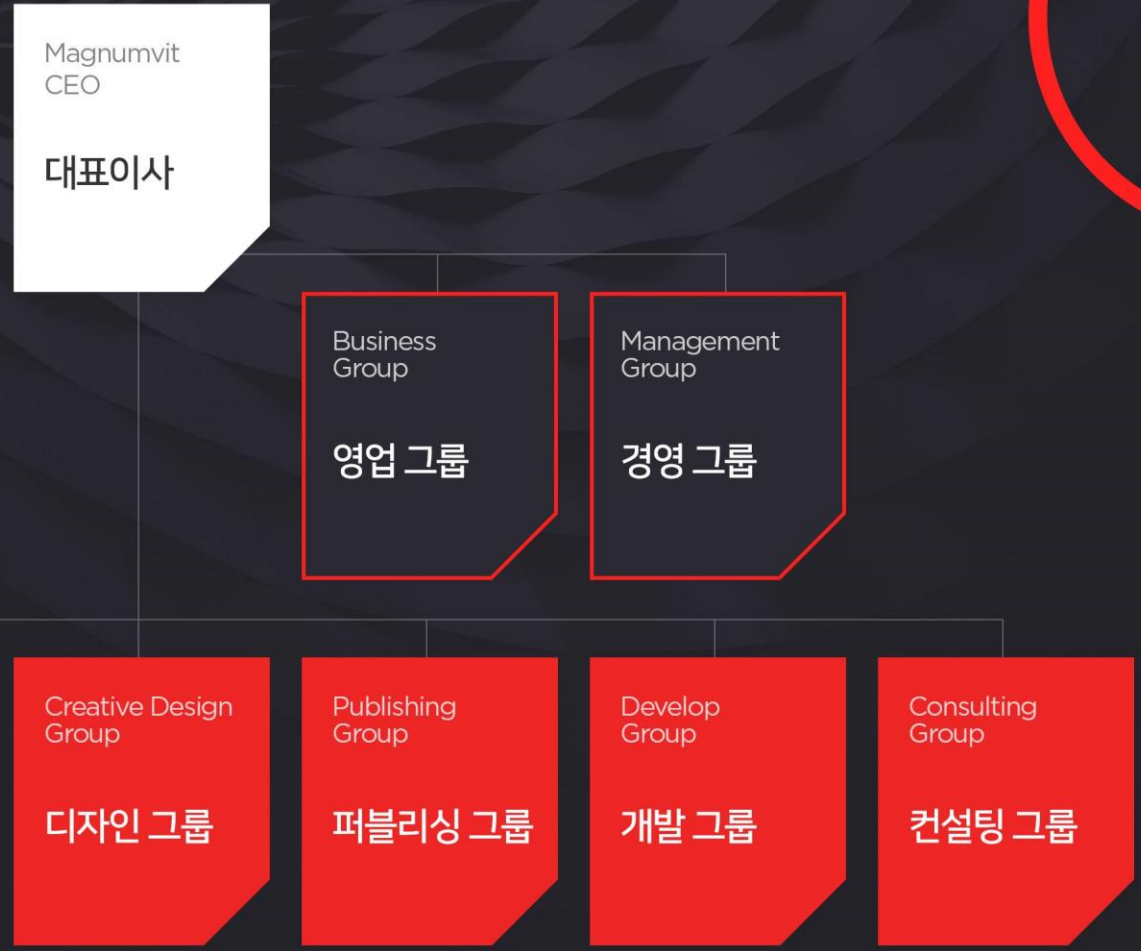 Magnumvit
CEO
대표이사
Business
Group
영업 그룹
Management
Group
경영 그룹
Creative Design
Group
디자인 그룹
Publishing
Group
퍼블리싱 그룹
Develop
Group
개발 그룹
Consulting
Group
컨설팅 그룹